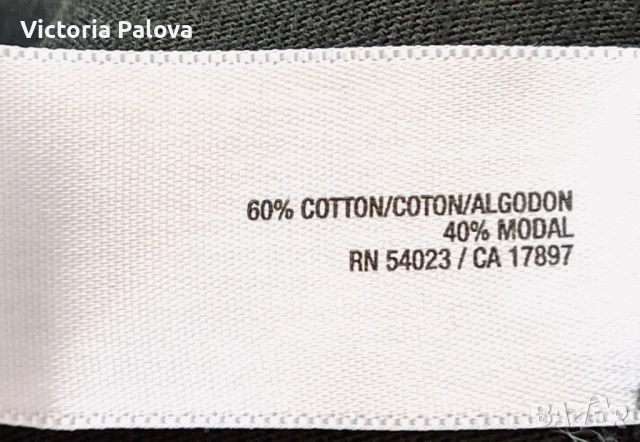 Victoria Palova
60% COTTON/COTON/ALGODON
40% MODAL
RN 54023 / CA 17897